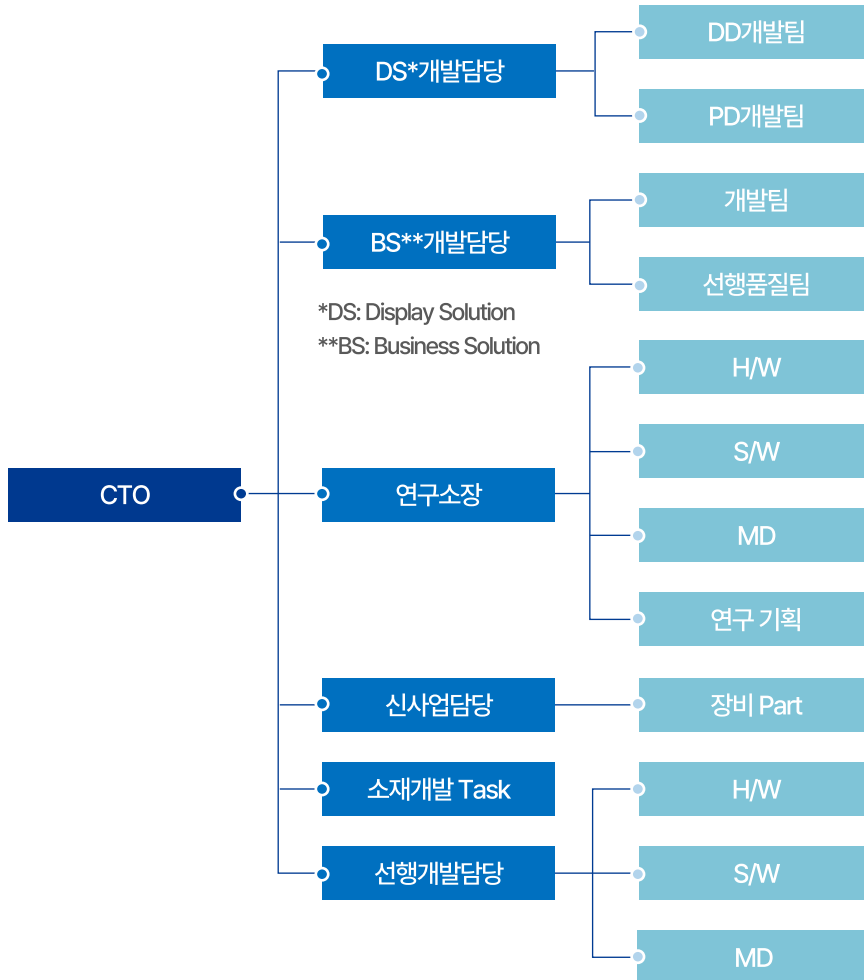 DD개발팀
DS*개발담당
PD개발팀
개발팀
BS**개발담당
선행품질팀
*DS: Display Solution
**BS: Business Solution
H/W
S/W
CTO
연구소장
MD
연구 기획
신사업담당
장비 Part
소재개발 Task
H/W
선행개발담당
S/W
MD